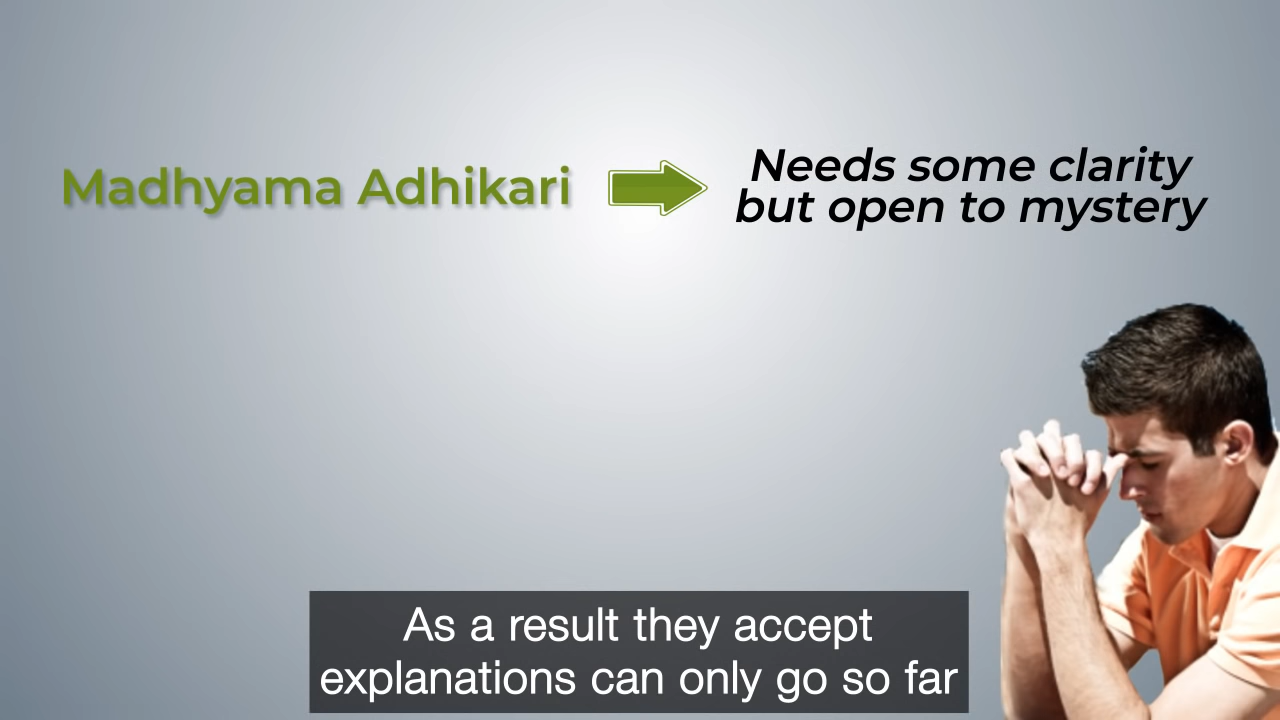 Madhyama Adhikari
Needs some clarity
but open to mystery
As a result they accept
explanations can only go so far